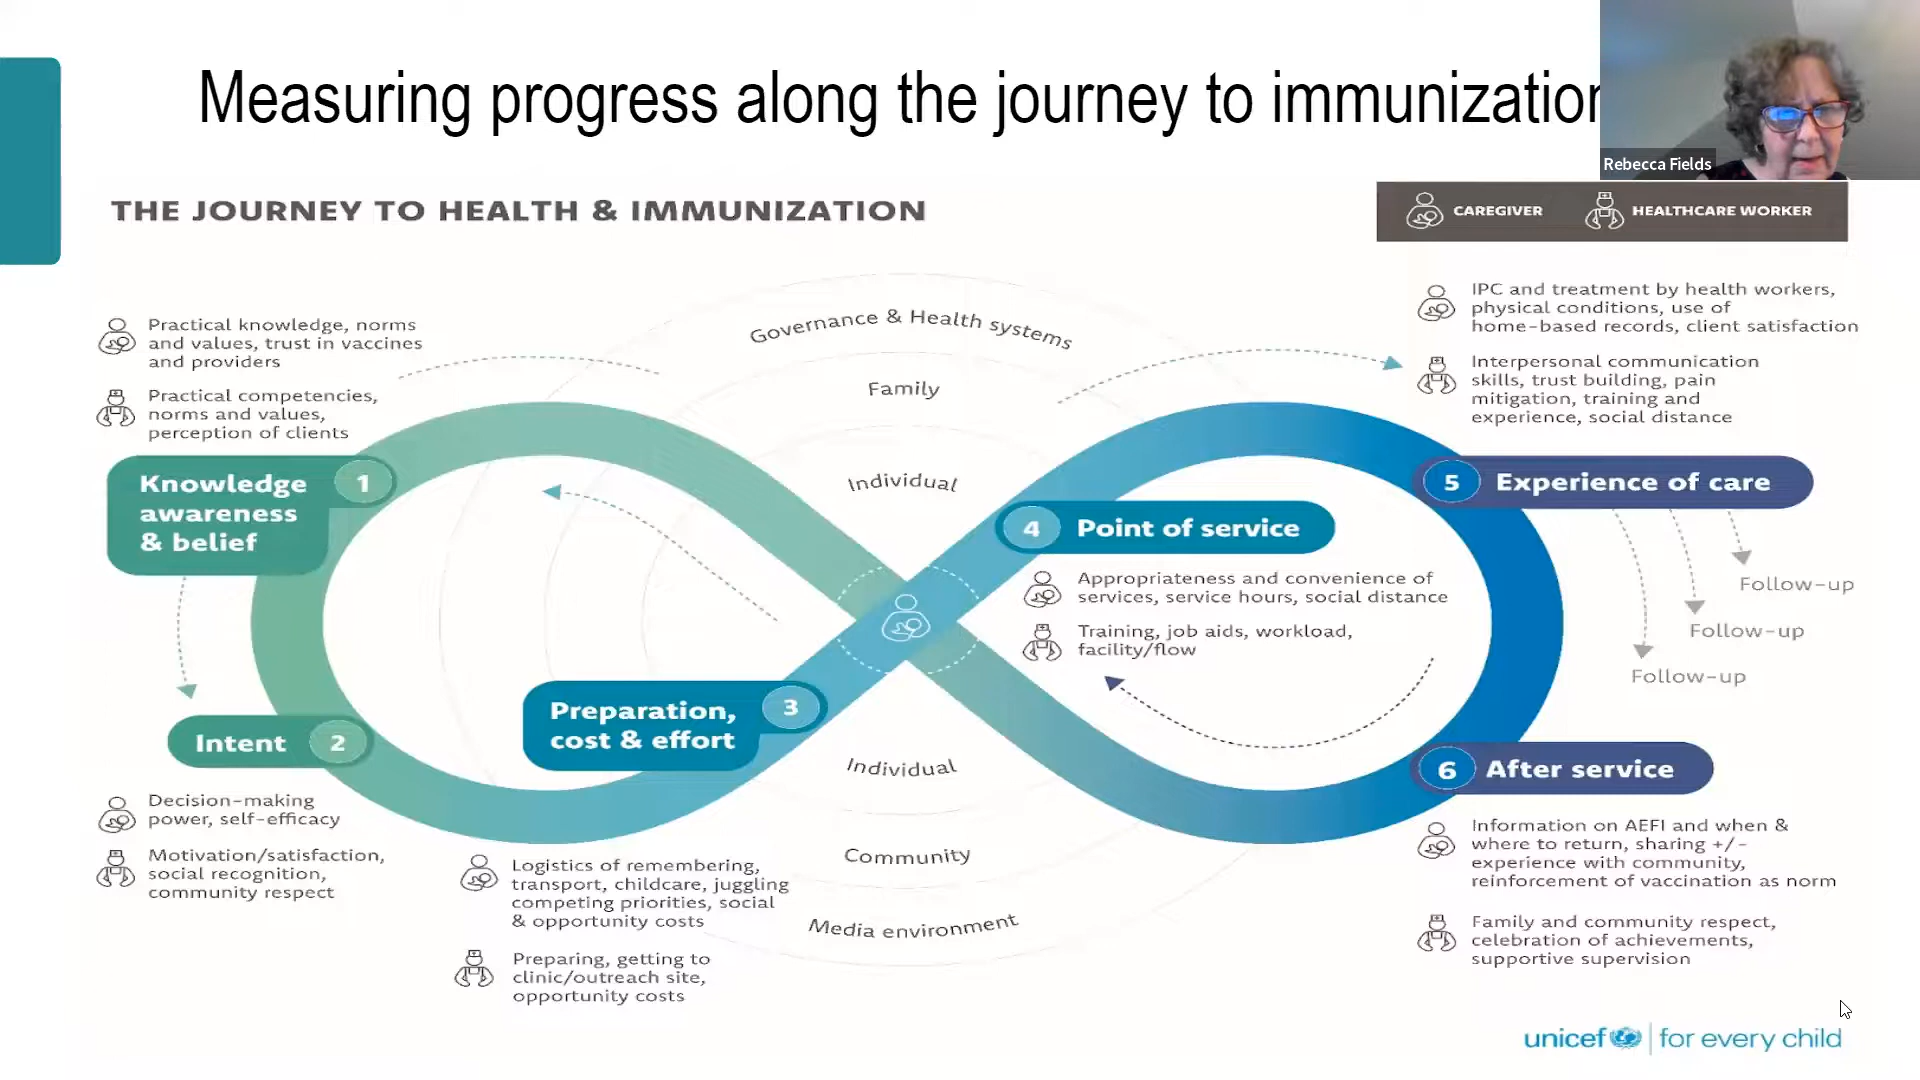 Measuring progress along the journey to immunization
Rebecca Fields
THE JOURNEY TO HEALTH & IMMUNIZATION
CAREGIVER
HEALTHCARE WORKER
Practical knowledge, norms
and values, trust in vaccines
and providers
Practical competencies,
norms and values,
perception of clients
Knowledge
awareness
& belief
1
Intent
2
Decision-making
power, self-efficacy
Motivation/satisfaction,
social recognition,
community respect
Preparation,
cost & effort
3
Logistics of remembering,
transport, childcare, juggling
competing priorities, social
& opportunity costs
Preparing, getting to
clinic/outreach site,
opportunity costs
Governance & Health systems
Family
Individual
Individual
Community
Media environment
4
Point of service
Appropriateness and convenience of
services, service hours, social distance
Training, job aids, workload,
facility/flow
IPC and treatment by health workers,
physical conditions, use of
home-based records, client satisfaction
Interpersonal communication
skills, trust building, pain
mitigation, training and
experience, social distance
5
Experience of care
Follow-up
Follow-up
Follow-up
6
After service
Information on AEFI and when &
where to return, sharing +/-
experience with community,
reinforcement of vaccination as norm
Family and community respect,
celebration of achievements,
supportive supervision
unicef | for every child